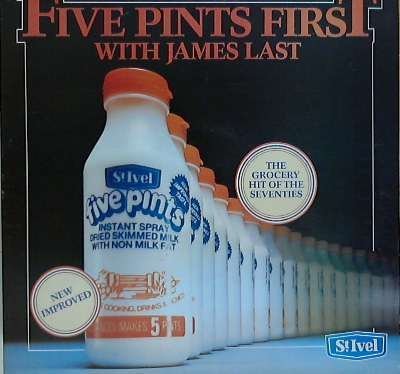 FIVE PINTS FIRST
WITH JAMES LAST
St Ivel
five pints
INSTANT SPRAY
DRIED SKIMMED MILK
WITH NON MILK FAT
COOKING, DRINKS &
MAKES 5 PINTS
THE
GROCERY
HIT OF THE
SEVENTIES
NEW
IMPROVED
St Ivel